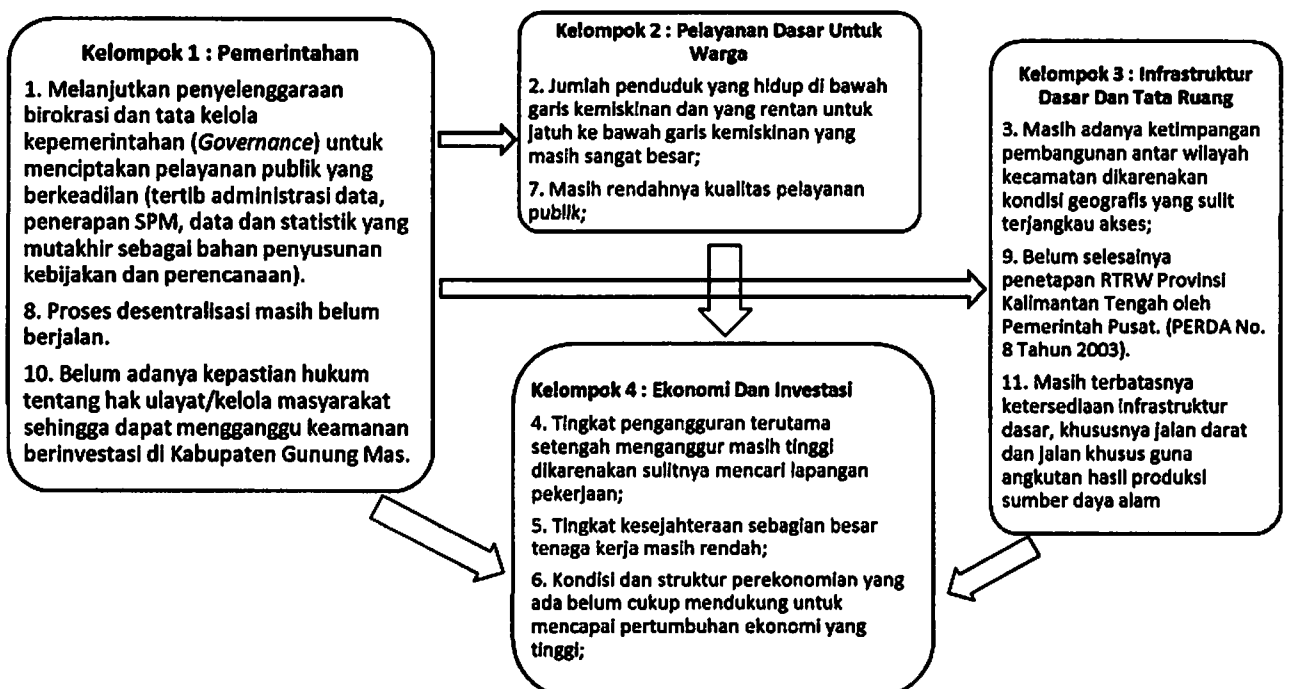 Kelompok 1 : Pemerintahan
1. Melanjutkan penyelenggaraan
birokrasi dan tata kelola
kepemerintahan (Governance) untuk
menciptakan pelayanan publik yang
berkeadilan (tertib administrasi data,
penerapan SPM, data dan statistik yang
mutakhir sebagai bahan penyusunan
kebijakan dan perencanaan).
8. Proses desentralisasi masih belum
berjalan.
10. Belum adanya kepastian hukum
tentang hak ulayat/kelola masyarakat
sehingga dapat mengganggu keamanan
berinvestasi di Kabupaten Gunung Mas.
Kelompok 2 : Pelayanan Dasar Untuk
Warga
2. Jumlah penduduk yang hidup di bawah
garis kemiskinan dan yang rentan untuk
jatuh ke bawah garis kemiskinan yang
masih sangat besar;
7. Masih rendahnya kualitas pelayanan
publik;
Kelompok 3 : Infrastruktur
Dasar Dan Tata Ruang
3. Masih adanya ketimpangan
pembangunan antar wilayah
kecamatan dikarenakan
kondisi geografis yang sulit
terjangkau akses;
9. Belum selesainya
penetapan RTRW Provinsi
Kalimantan Tengah oleh
Pemerintah Pusat. (PERDA No.
8 Tahun 2003).
11. Masih terbatasnya
ketersediaan infrastruktur
dasar, khususnya jalan darat
dan jalan khusus guna
angkutan hasil produksi
sumber daya alam
Kelompok 4 : Ekonomi Dan Investasi
4. Tingkat pengangguran terutama
setengah menganggur masih tinggi
dikarenakan sulitnya mencari lapangan
pekerjaan;
5. Tingkat kesejahteraan sebagian besar
tenaga kerja masih rendah;
6. Kondisi dan struktur perekonomian yang
ada belum cukup mendukung untuk
mencapai pertumbuhan ekonomi yang
tinggi;